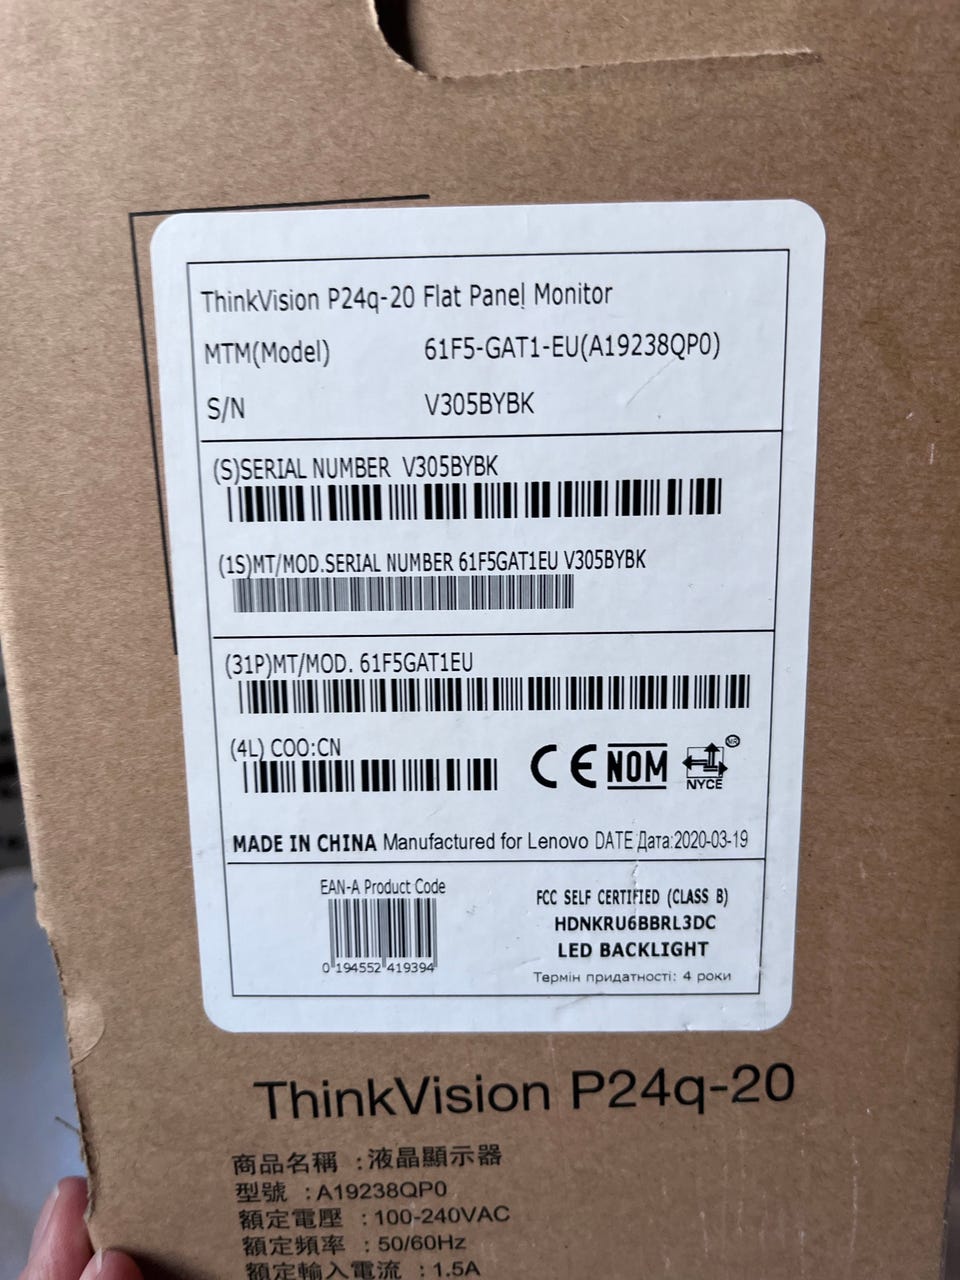 ThinkVision P24q-20 Flat Panel Monitor
MTM(Model) 61F5-GAT1-EU(A19238QP0)
S/N V305BYBK
(S)SERIAL NUMBER V305BYBK
(1S)MT/MOD.SERIAL NUMBER 61F5GAT1EU V305BYBK
(31P)MT/MOD. 61F5GAT1EU
(4L) COO:CN
CE NOM NYCE MR
MADE IN CHINA Manufactured for Lenovo DATE Дата:2020-03-19
EAN-A Product Code
0 194552 419394
FCC SELF CERTIFIED (CLASS B)
HDNKRU6BBRL3DC
LED BACKLIGHT
Термін придатності: 4 роки
ThinkVision P24q-20
商品名稱 :液晶顯示器
型號 :A19238QP0
額定電壓 :100-240VAC
額定頻率 :50/60Hz
額定輸入電流 :1.5A